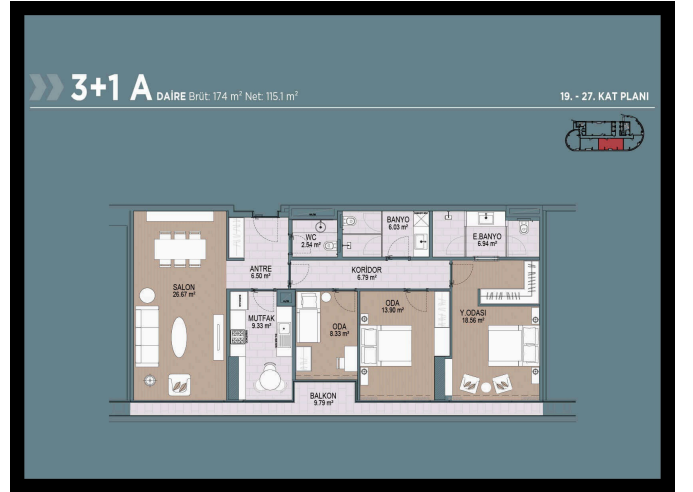 3+1 A DAİRE Brüt: 174 m² Net: 115.1 m²
19. - 27. KAT PLANI
BANYO
6.03 m²
WC
2.54 m²
E.BANYO
6.94 m²
ANTRE
6.50 m²
KORİDOR
6.79 m²
SALON
26.67 m²
MUTFAK
9.33 m²
ODA
8.33 m²
ODA
13.90 m²
Y.ODASI
18.56 m²
BALKON
9.79 m²